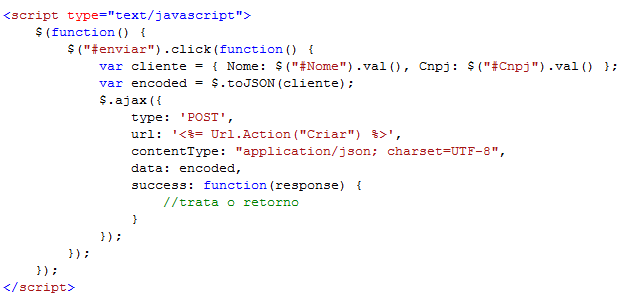 <script type="text/javascript">
    $(function() {
        $("#enviar").click(function() {
            var cliente = { Nome: $("#Nome").val(), Cnpj: $("#Cnpj").val() };
            var encoded = $.toJSON(cliente);
            $.ajax({
                type: 'POST',
                url: '<%= Url.Action("Criar") %>',
                contentType: "application/json; charset=UTF-8",
                data: encoded,
                success: function(response) {
                    //trata o retorno
                }
            });
        });
    });
</script>